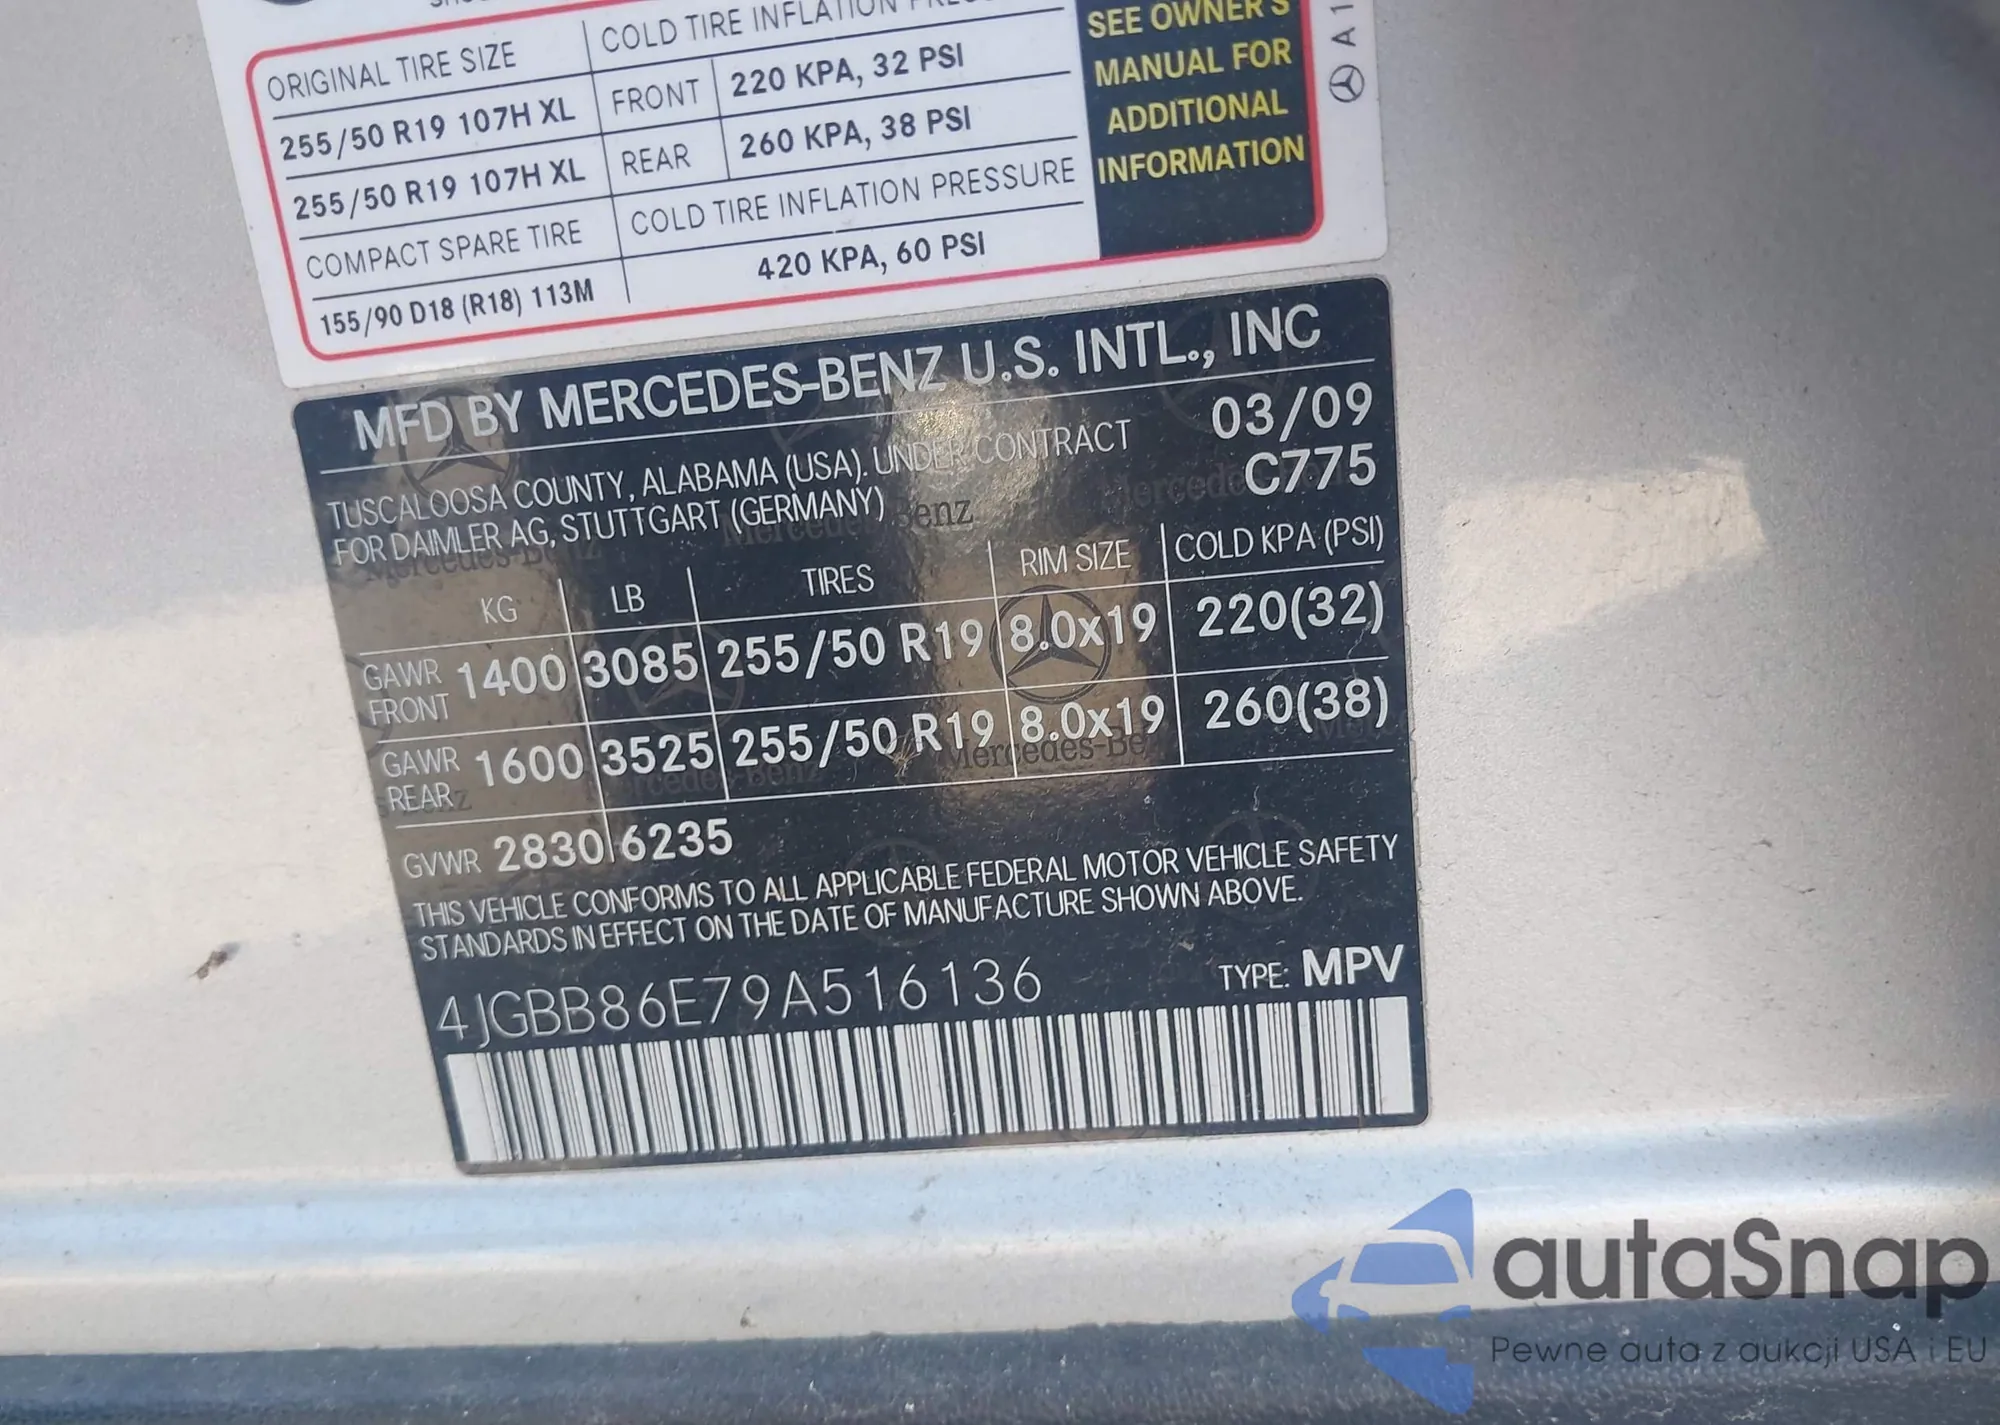 ORIGINAL TIRE SIZE
COLD TIRE INFLATION
255/50 R19 107H XL
FRONT
220 KPA, 32 PSI
255/50 R19 107H XL
REAR
260 KPA, 38 PSI
COMPACT SPARE TIRE
COLD TIRE INFLATION PRESSURE
155/90 D18 (R18) 113M
420 KPA, 60 PSI
SEE OWNER'S
MANUAL FOR
ADDITIONAL
INFORMATION
MFD BY MERCEDES-BENZ U.S. INTL., INC
TUSCALOOSA COUNTY, ALABAMA (USA). UNDER CONTRACT
FOR DAIMLER AG, STUTTGART (GERMANY)
03/09
C775
KG LB TIRES RIM SIZE COLD KPA (PSI)
GAWR FRONT 1400 3085 255/50 R19 8.0x19 220(32)
GAWR REAR 1600 3525 255/50 R19 8.0x19 260(38)
GVWR 2830 6235
THIS VEHICLE CONFORMS TO ALL APPLICABLE FEDERAL MOTOR VEHICLE SAFETY
STANDARDS IN EFFECT ON THE DATE OF MANUFACTURE SHOWN ABOVE.
4JGBB86E79A516136
TYPE: MPV
autaSnap
Pewne auta z aukcji USA i EU